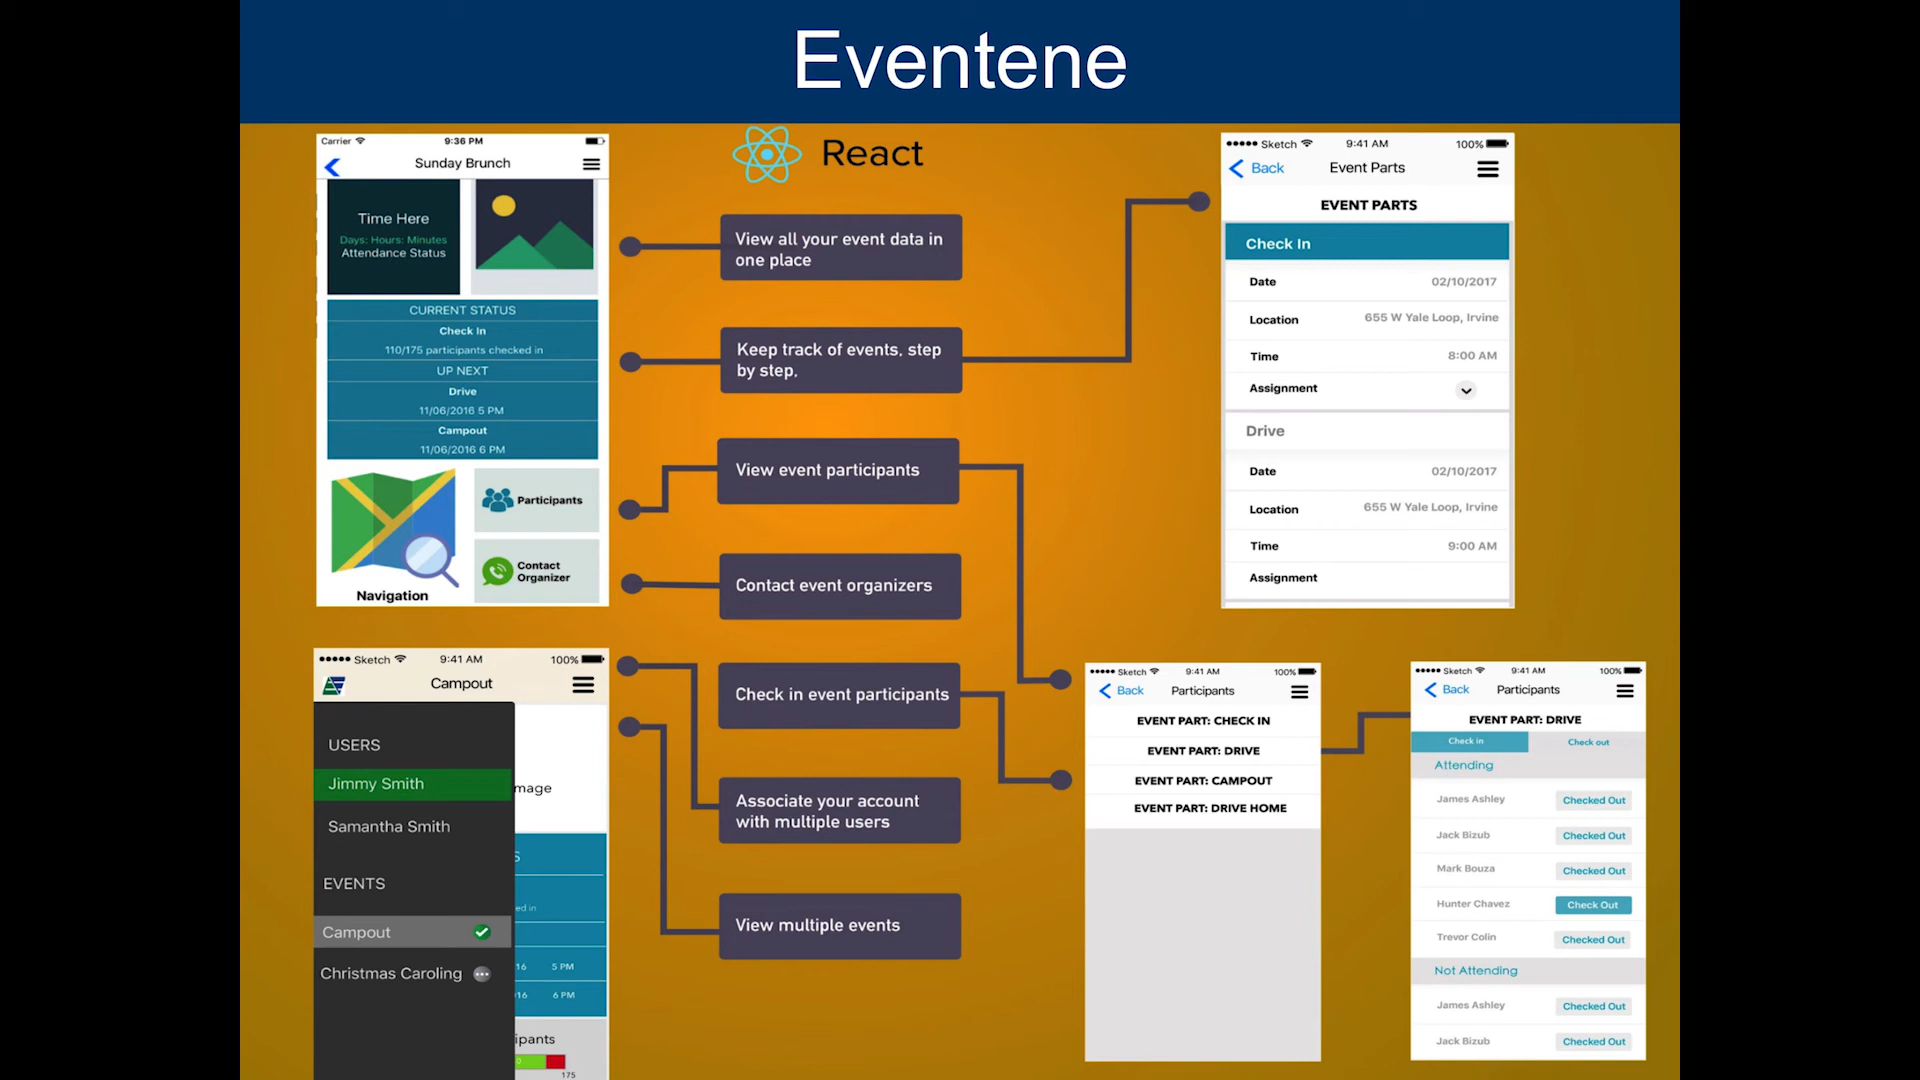 Eventene
Carrier 9:36 PM
Sunday Brunch
Time Here
Days: Hours: Minutes
Attendance Status
CURRENT STATUS
Check In
110/175 participants checked in
UP NEXT
Drive
11/06/2016 5 PM
Campout
11/06/2016 6 PM
Participants
Contact
Organizer
Navigation
React
View all your event data in
one place
Keep track of events, step
by step.
View event participants
Contact event organizers
Check in event participants
Associate your account
with multiple users
View multiple events
Sketch 9:41 AM 100%
Back Event Parts
EVENT PARTS
Check In
Date 02/10/2017
Location 655 W Yale Loop, Irvine
Time 8:00 AM
Assignment
Drive
Date 02/10/2017
Location 655 W Yale Loop, Irvine
Time 9:00 AM
Assignment
Sketch 9:41 AM 100%
Campout
USERS
Jimmy Smith
Samantha Smith
EVENTS
Campout
Christmas Caroling
mage
S
ed in
16 5 PM
16 6 PM
ipants
0
175
Sketch 9:41 AM 100%
Back Participants
EVENT PART: CHECK IN
EVENT PART: DRIVE
EVENT PART: CAMPOUT
EVENT PART: DRIVE HOME
Sketch 9:41 AM 100%
Back Participants
EVENT PART: DRIVE
Check in Check out
Attending
James Ashley Checked Out
Jack Bizub Checked Out
Mark Bouza Checked Out
Hunter Chavez Check Out
Trevor Colin Checked Out
Not Attending
James Ashley Checked Out
Jack Bizub Checked Out